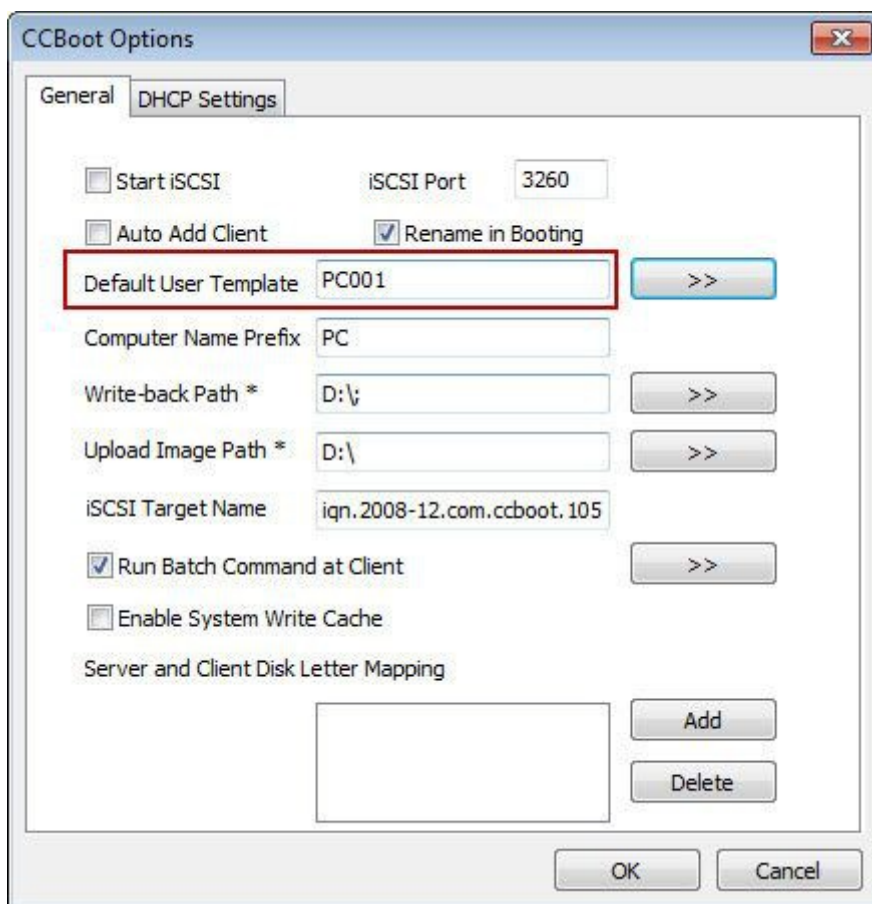 CCBoot Options
General DHCP Settings
Start iSCSI iSCSI Port 3260
Auto Add Client Rename in Booting
Default User Template PC001 >>
Computer Name Prefix PC
Write-back Path * D:\; >>
Upload Image Path * D:\ >>
iSCSI Target Name iqn.2008-12.com.ccboot.105
Run Batch Command at Client >>
Enable System Write Cache
Server and Client Disk Letter Mapping
Add
Delete
OK Cancel